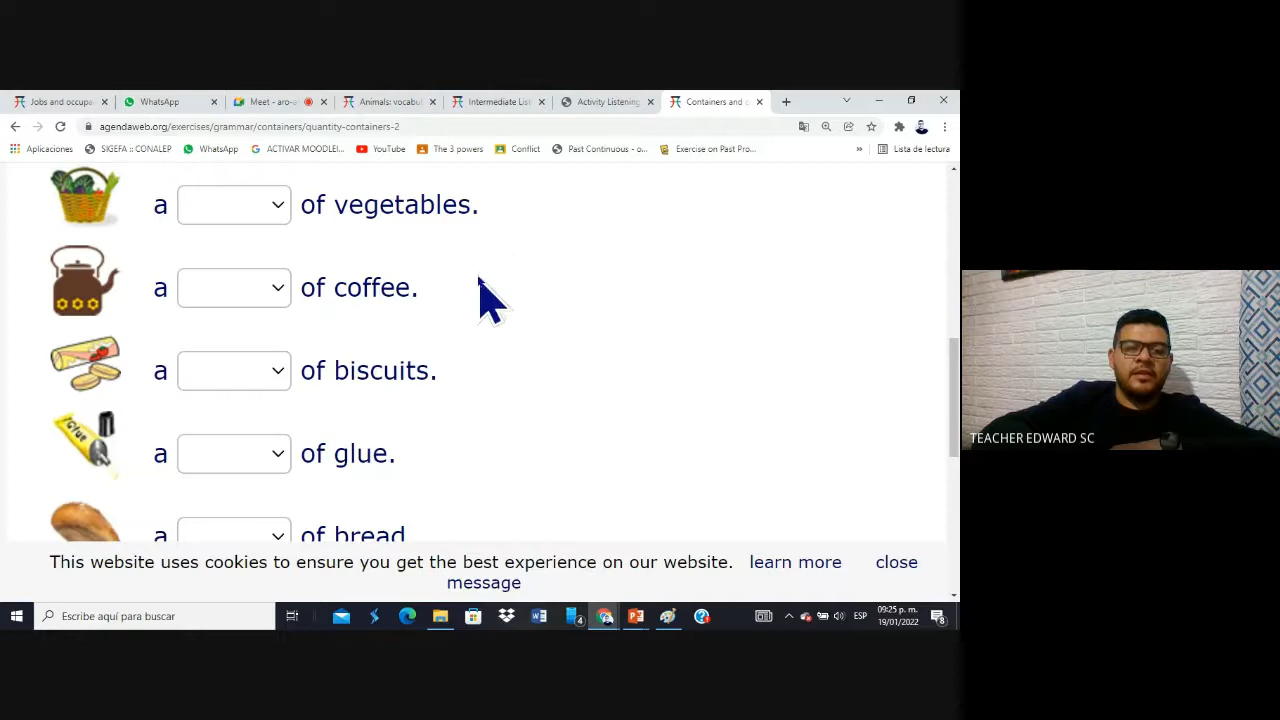 Jobs and occupa
WhatsApp
Meet - aro-a
Animals: vocabul
Intermediate List
Activity Listening
Containers and
agendaweb.org/exercises/grammar/containers/quantity-containers-2
Aplicaciones
SIGEFA :: CONALEP
WhatsApp
ACTIVAR MOODLEI...
YouTube
The 3 powers
Conflict
Past Continuous - o...
Exercise on Past Pro...
»
Lista de lectura
a of vegetables.
a of coffee.
a of biscuits.
Glue
a of glue.
a of bread
This website uses cookies to ensure you get the best experience on our website. learn more close
message
TEACHER EDWARD SC
Escribe aquí para buscar
4
ESP
09:25 p. m.
19/01/2022
8